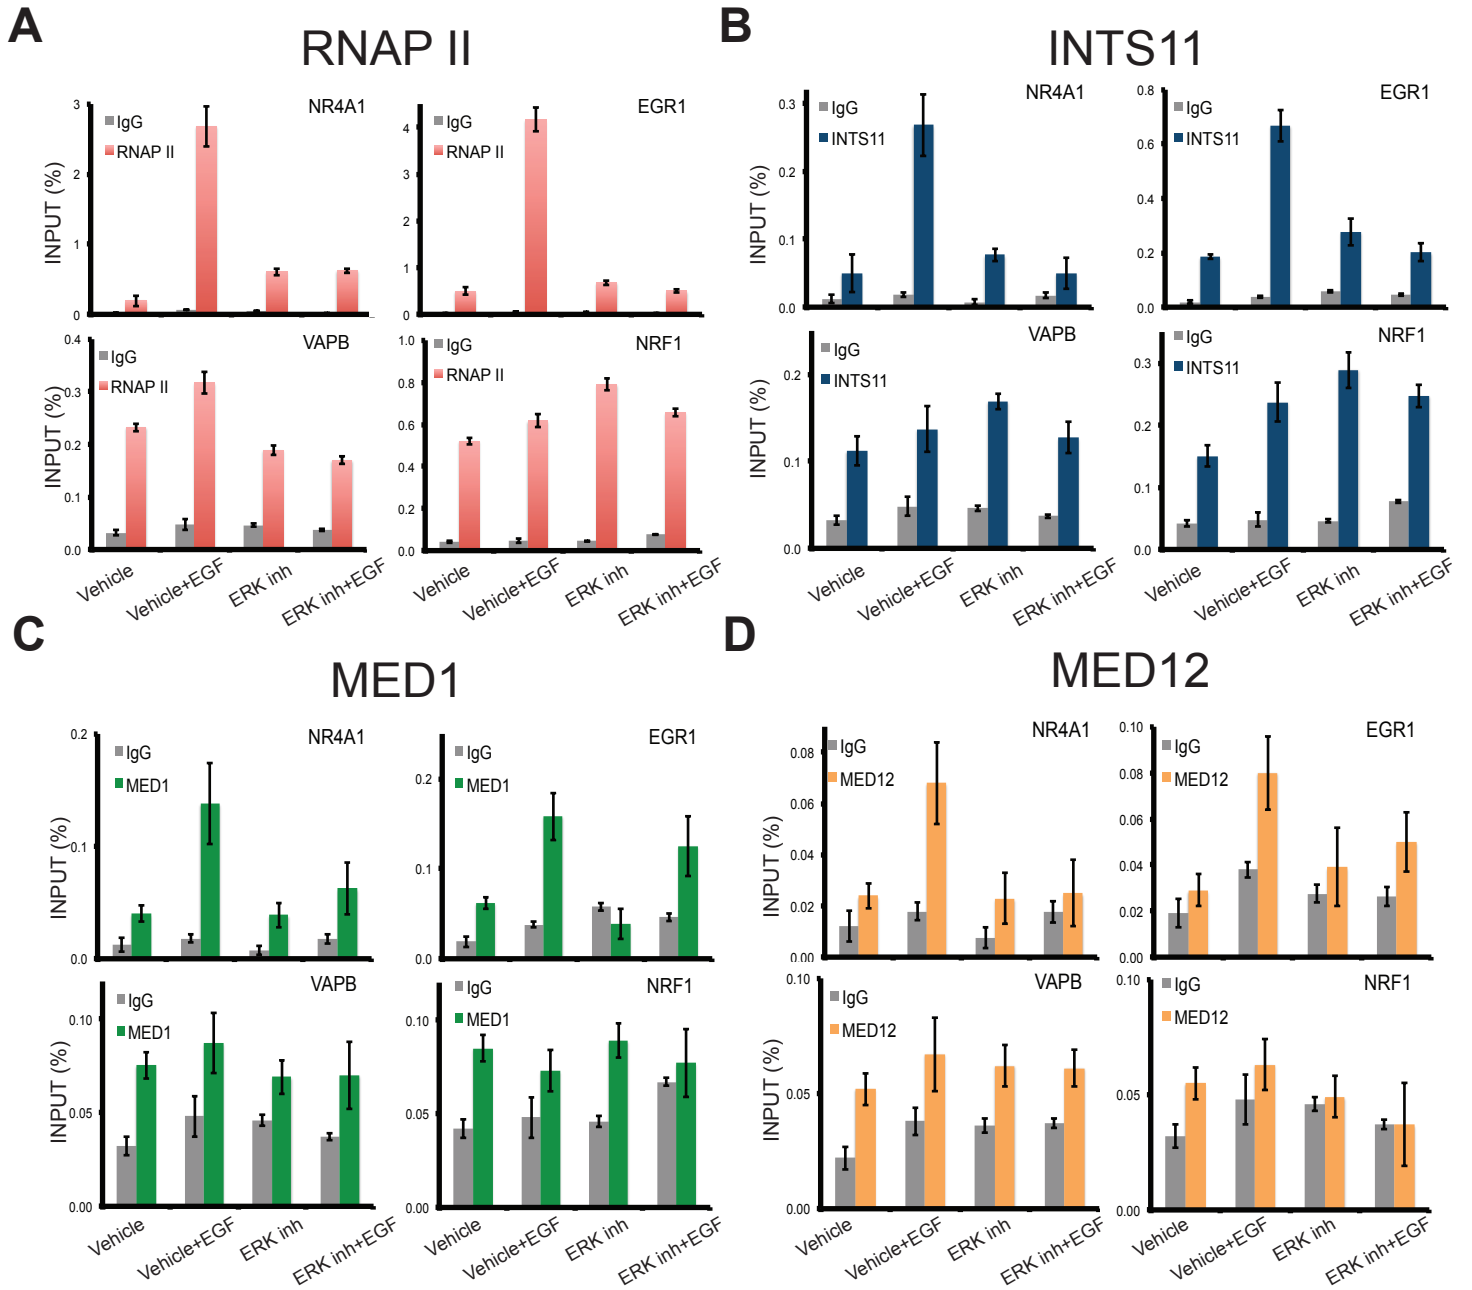 A
RNAP II
NR4A1
IgG
RNAP II
INPUT (%)
3
2
1
0
EGR1
IgG
RNAP II
4
3
2
1
0
VAPB
IgG
RNAP II
INPUT (%)
0.4
0.3
0.2
0.1
0.0
NRF1
IgG
RNAP II
1.0
0.8
0.6
0.4
0.2
0.0
Vehicle
Vehicle+EGF
ERK inh
ERK inh+EGF
Vehicle
Vehicle+EGF
ERK inh
ERK inh+EGF
B
INTS11
NR4A1
IgG
INTS11
INPUT (%)
0.3
0.2
0.1
0.0
EGR1
IgG
INTS11
0.8
0.6
0.4
0.2
0.0
VAPB
IgG
INTS11
INPUT (%)
0.2
0.1
0.0
NRF1
IgG
INTS11
0.3
0.2
0.1
0.0
Vehicle
Vehicle+EGF
ERK inh
ERK inh+EGF
Vehicle
Vehicle+EGF
ERK inh
ERK inh+EGF
C
MED1
NR4A1
IgG
MED1
INPUT (%)
0.2
0.1
0.0
EGR1
IgG
MED1
0.2
0.1
0.0
VAPB
IgG
MED1
INPUT (%)
0.10
0.05
0.00
NRF1
IgG
MED1
0.10
0.05
0.00
Vehicle
Vehicle+EGF
ERK inh
ERK inh+EGF
Vehicle
Vehicle+EGF
ERK inh
ERK inh+EGF
D
MED12
NR4A1
IgG
MED12
INPUT (%)
0.08
0.06
0.04
0.02
0.00
EGR1
IgG
MED12
0.10
0.08
0.06
0.04
0.02
0.00
VAPB
IgG
MED12
INPUT (%)
0.10
0.05
0.00
NRF1
IgG
MED12
0.10
0.05
0.00
Vehicle
Vehicle+EGF
ERK inh
ERK inh+EGF
Vehicle
Vehicle+EGF
ERK inh
ERK inh+EGF